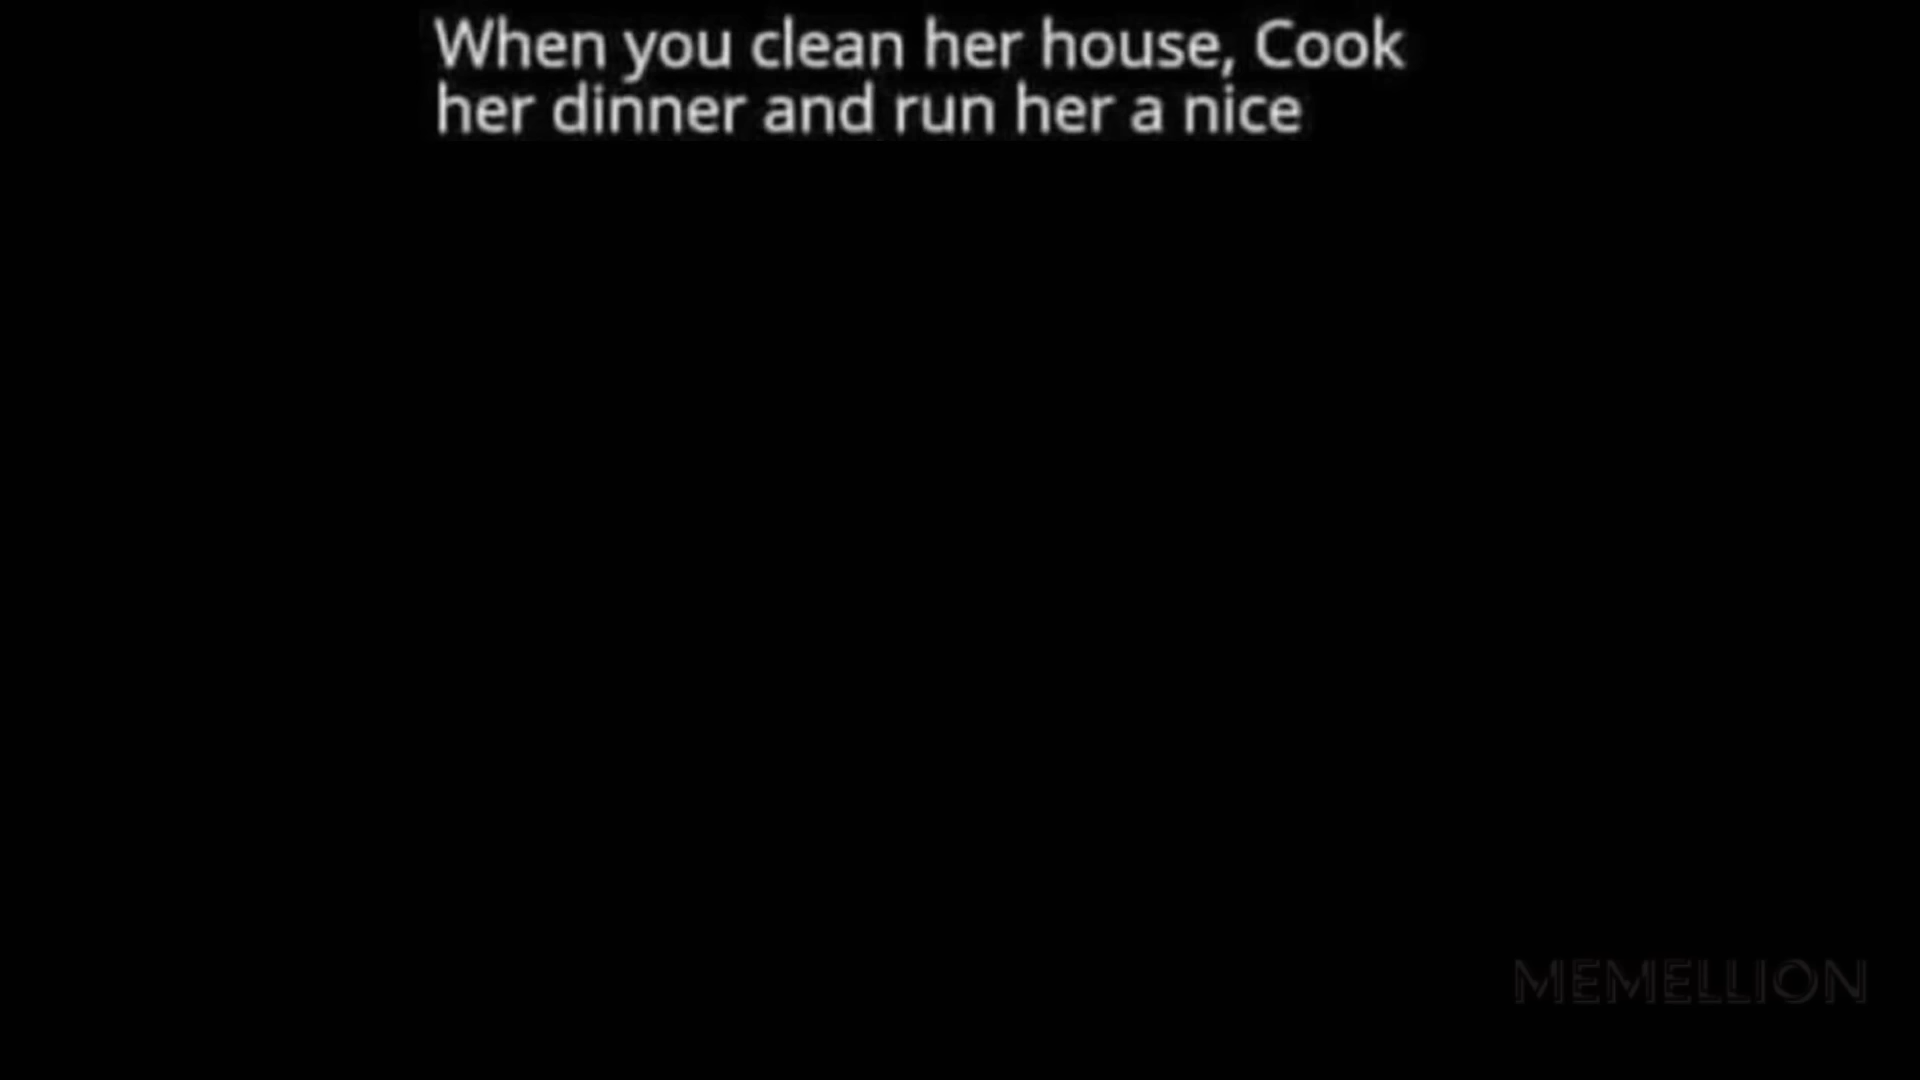 When you clean her house, Cook
her dinner and run her a nice
MEMELLION